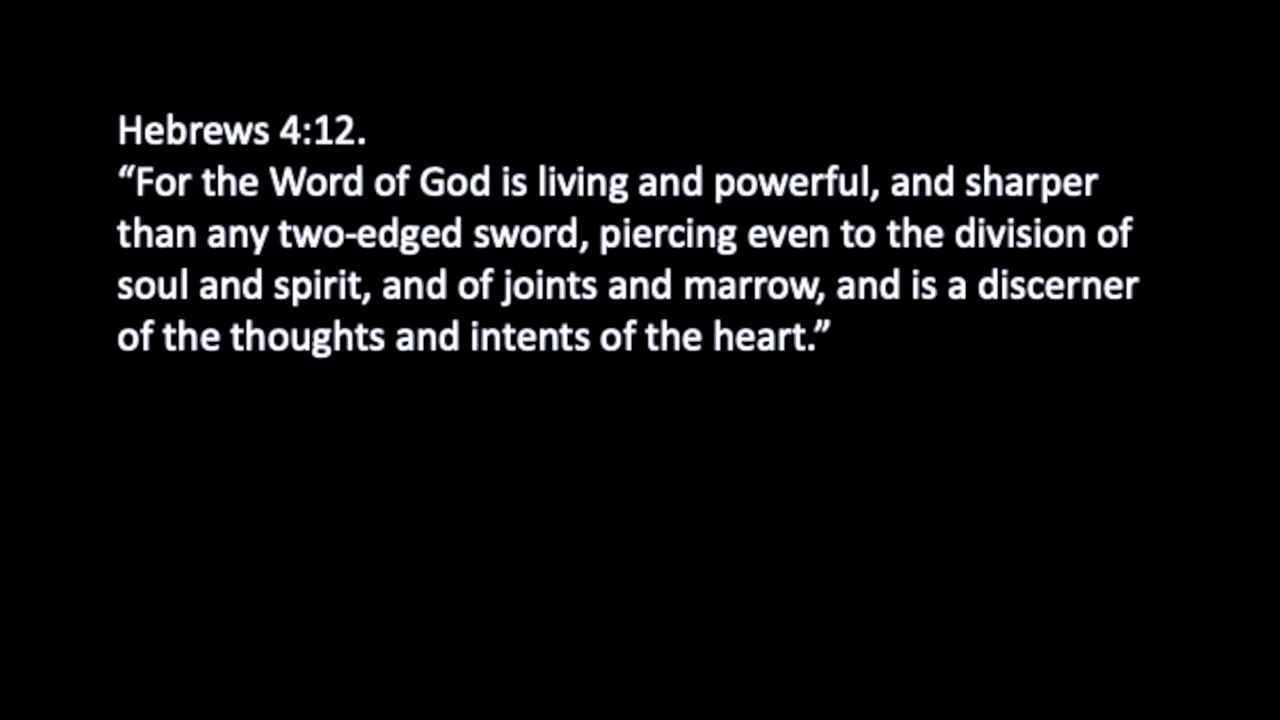 Hebrews 4:12.
“For the Word of God is living and powerful, and sharper
than any two-edged sword, piercing even to the division of
soul and spirit, and of joints and marrow, and is a discerner
of the thoughts and intents of the heart.”